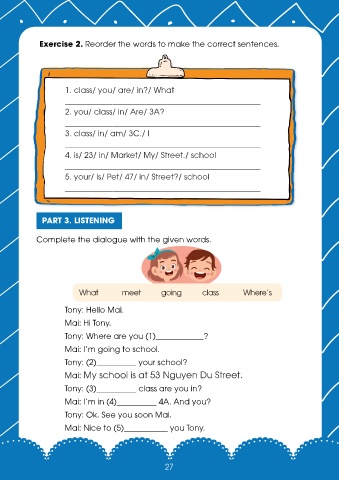 Exercise 2. Reorder the words to make the correct sentences.
1. class/ you/ are/ in?/ What
2. you/ class/ in/ Are/ 3A?
3. class/ in/ am/ 3C./ I
4. is/ 23/ in/ Market/ My/ Street./ school
5. your/ Is/ Pet/ 47/ in/ Street?/ school
PART 3. LISTENING
Complete the dialogue with the given words.
What meet going class Where's
Tony: Hello Mai.
Mai: Hi Tony.
Tony: Where are you (1)___________?
Mai: I'm going to school.
Tony: (2)_________ your school?
Mai: My school is at 53 Nguyen Du Street.
Tony: (3)_________ class are you in?
Mai: I'm in (4)_________ 4A. And you?
Tony: Ok. See you soon Mai.
Mai: Nice to (5)__________ you Tony.
27